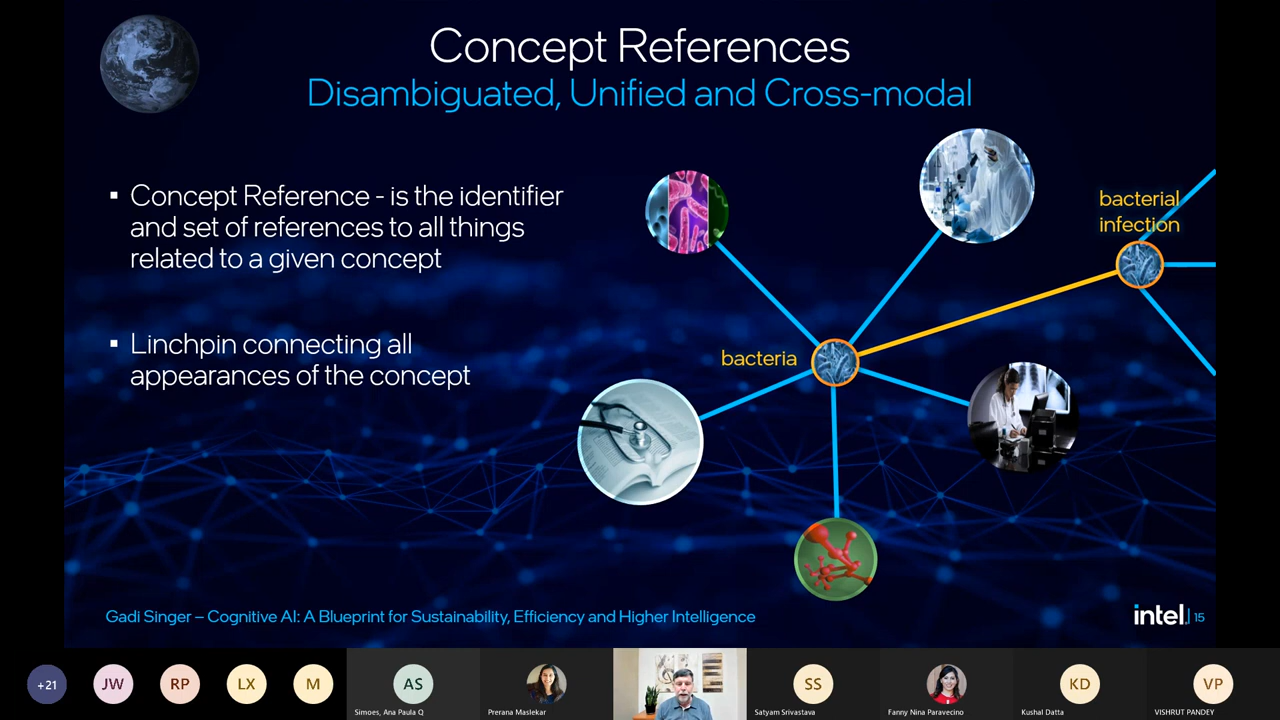 Concept References
Disambiguated, Unified and Cross-modal
▪ Concept Reference - is the identifier
and set of references to all things
related to a given concept
▪ Linchpin connecting all
appearances of the concept
bacterial
infection
bacteria
Gadi Singer – Cognitive AI: A Blueprint for Sustainability, Efficiency and Higher Intelligence
intel. | 15
+21
JW
RP
LX
M
AS
Simoes, Ana Paula Q
Prerana Maslekar
SS
Satyam Srivastava
Fanny Nina Paravecino
KD
Kushal Datta
VP
VISHRUT PANDEY